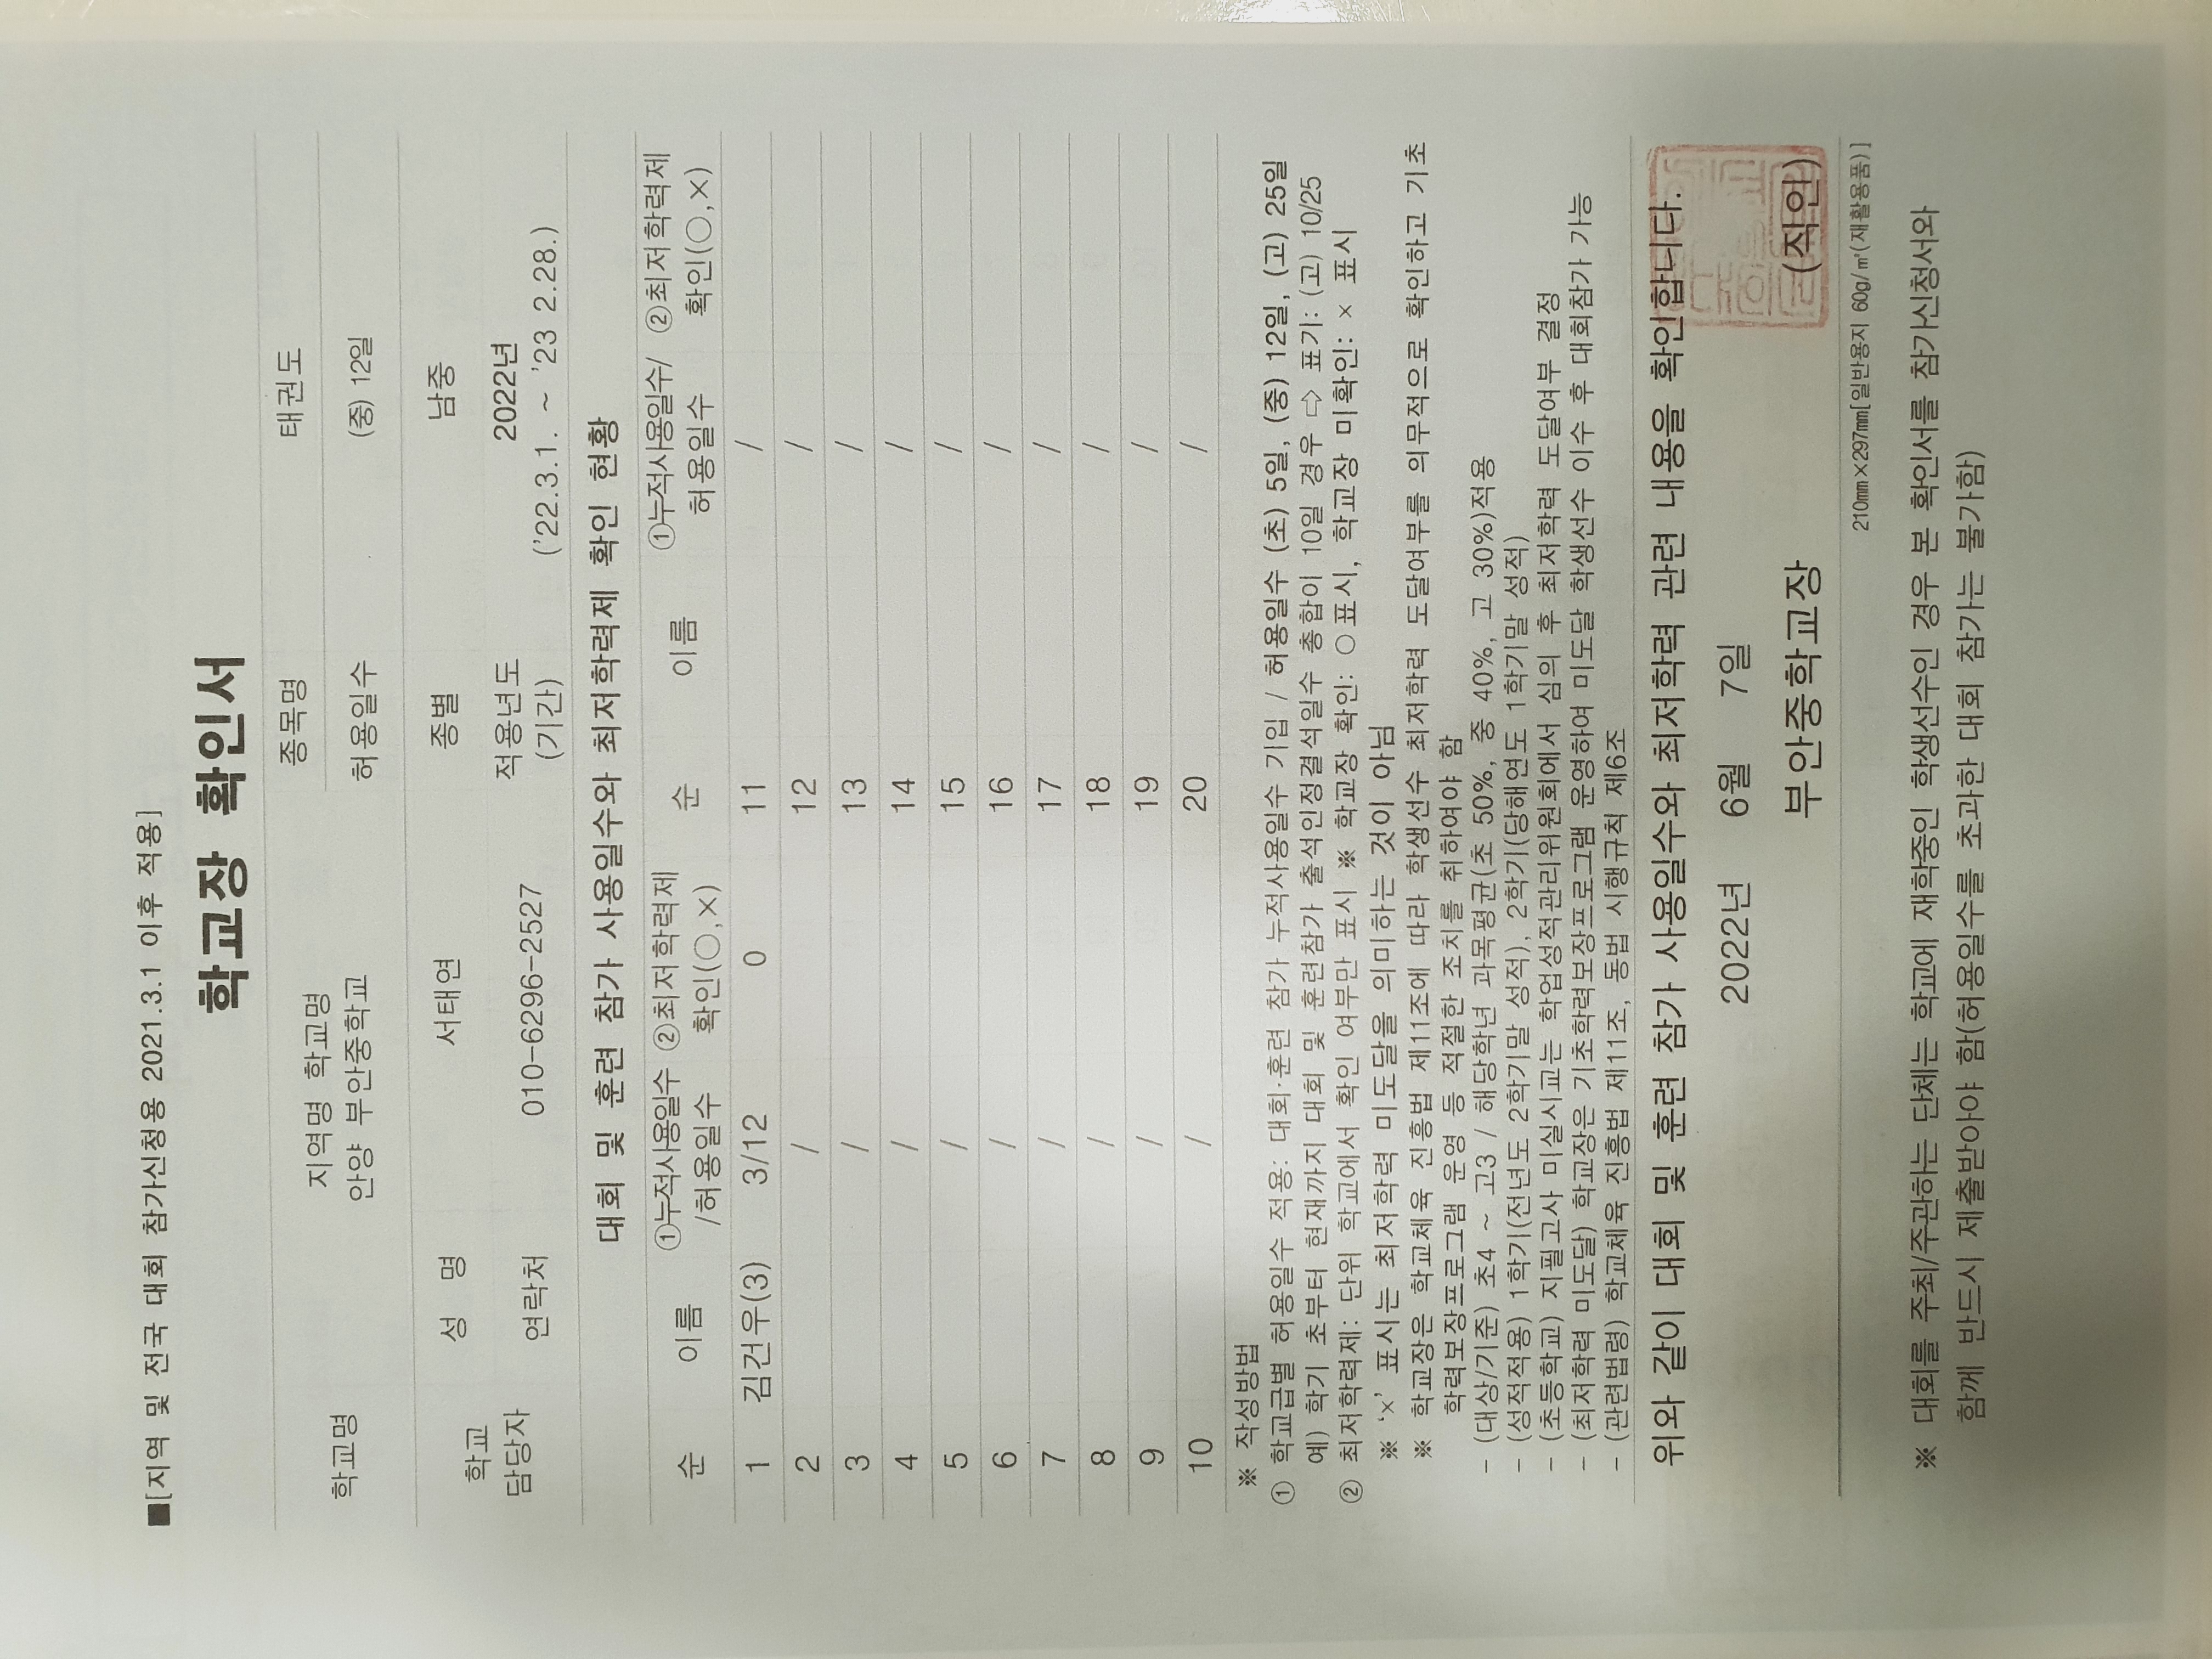 ■[지역 및 전국 대회 참가신청용 2021.3.1 이후 적용]
학교장 확인서
학교명 지역명 학교명 종목명 태권도
안양 부안중학교 허용일수 (중) 12일
학교 담당자 성 명 서태연 종별 남중
연락처 010-6296-2527 적용년도 (기간) 2022년
('22.3.1. ~ '23 2.28.)
대회 및 훈련 참가 사용일수와 최저학력제 확인 현황
순 이름 ①누적사용일수 /허용일수 ②최저학력제 확인(○,×) 순 이름 ①누적사용일수/ 허용일수 ②최저학력제 확인(○,×)
1 김건우(3) 3/12 0 11 /
2 / 12 /
3 / 13 /
4 / 14 /
5 / 15 /
6 / 16 /
7 / 17 /
8 / 18 /
9 / 19 /
10 / 20 /
※ 작성방법
① 학교급별 허용일수 적용: 대회·훈련 참가 누적사용일수 기입 / 허용일수 (초) 5일, (중) 12일, (고) 25일
예) 학기 초부터 현재까지 대회 및 훈련참가 출석인정결석일수 총합이 10일 경우 ⇨ 표기: (고) 10/25
② 최저학력제: 단위 학교에서 확인 여부만 표시 ※ 학교장 확인: ○ 표시, 학교장 미확인: × 표시
※ '×' 표시는 최저학력 미도달을 의미하는 것이 아님
※ 학교장은 학교체육 진흥법 제11조에 따라 학생선수 최저학력 도달여부를 의무적으로 확인하고 기초
학력보장프로그램 운영 등 적절한 조치를 취하여야 함
- (대상/기준) 초4 ~ 고3 / 해당학년 과목평균(초 50%, 중 40%, 고 30%)적용
- (성적적용) 1학기(전년도 2학기말 성적), 2학기(당해연도 1학기말 성적)
- (초등학교) 지필고사 미실시교는 학업성적관리위원회에서 심의 후 최저학력 도달여부 결정
- (최저학력 미도달) 학교장은 기초학력보장프로그램 운영하여 미도달 학생선수 이수 후 대회참가 가능
- (관련법령) 학교체육 진흥법 제11조, 동법 시행규칙 제6조
위와 같이 대회 및 훈련 참가 사용일수와 최저학력 관련 내용을 확인합니다.
2022년 6월 7일
부안중학교장 (직인)
210mm×297mm[일반용지 60g/㎡(재활용품)]
※ 대회를 주최/주관하는 단체는 학교에 재학중인 학생선수인 경우 본 확인서를 참가신청서와
함께 반드시 제출받아야 함(허용일수를 초과한 대회 참가는 불가함)